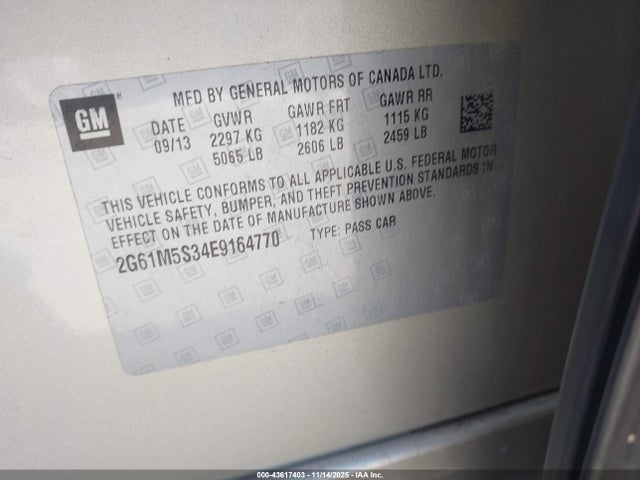 MFD BY GENERAL MOTORS OF CANADA LTD.
GM
DATE GVWR GAWR FRT GAWR RR
09/13 2297 KG 1182 KG 1115 KG
5065 LB 2606 LB 2459 LB
THIS VEHICLE CONFORMS TO ALL APPLICABLE U.S. FEDERAL MOTOR
VEHICLE SAFETY, BUMPER, AND THEFT PREVENTION STANDARDS IN
EFFECT ON THE DATE OF MANUFACTURE SHOWN ABOVE.
2G61M5S34E9164770 TYPE: PASS CAR
000-43617403 - 11/14/2025 - IAAI.COM